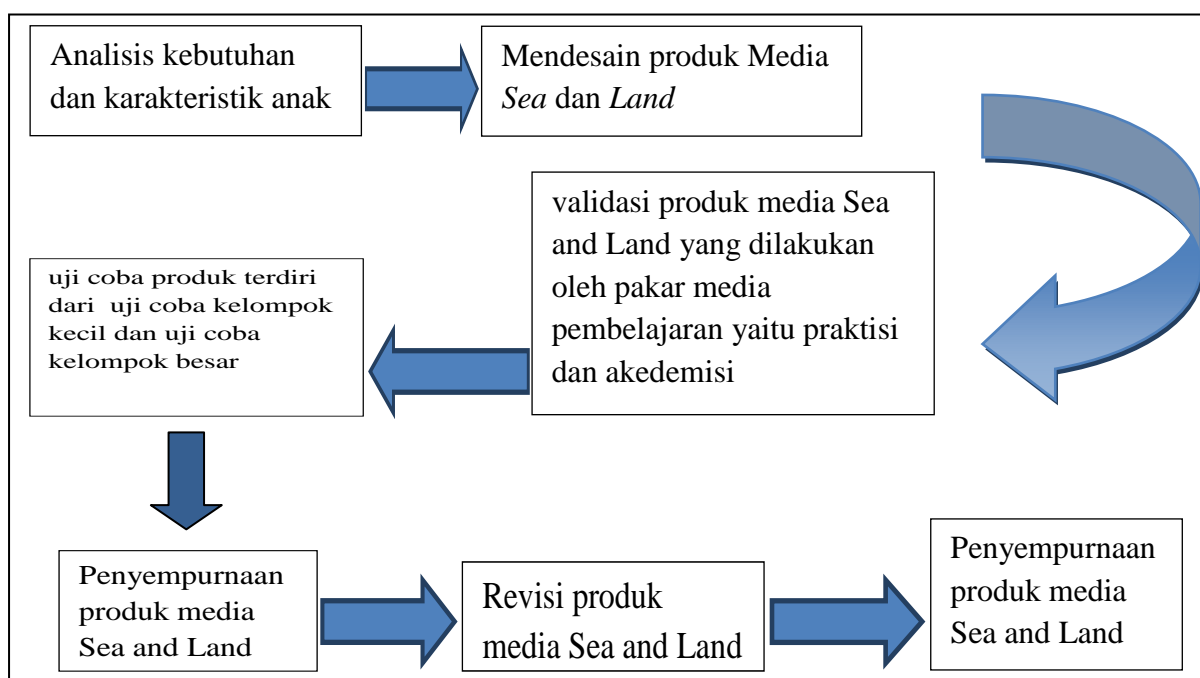 Analisis kebutuhan
dan karakteristik anak
Mendesain produk Media
Sea dan Land
validasi produk media Sea
and Land yang dilakukan
oleh pakar media
pembelajaran yaitu praktisi
dan akedemisi
uji coba produk terdiri
dari uji coba kelompok
kecil dan uji coba
kelompok besar
Penyempurnaan
produk media
Sea and Land
Revisi produk
media Sea and Land
Penyempurnaan
produk media
Sea and Land